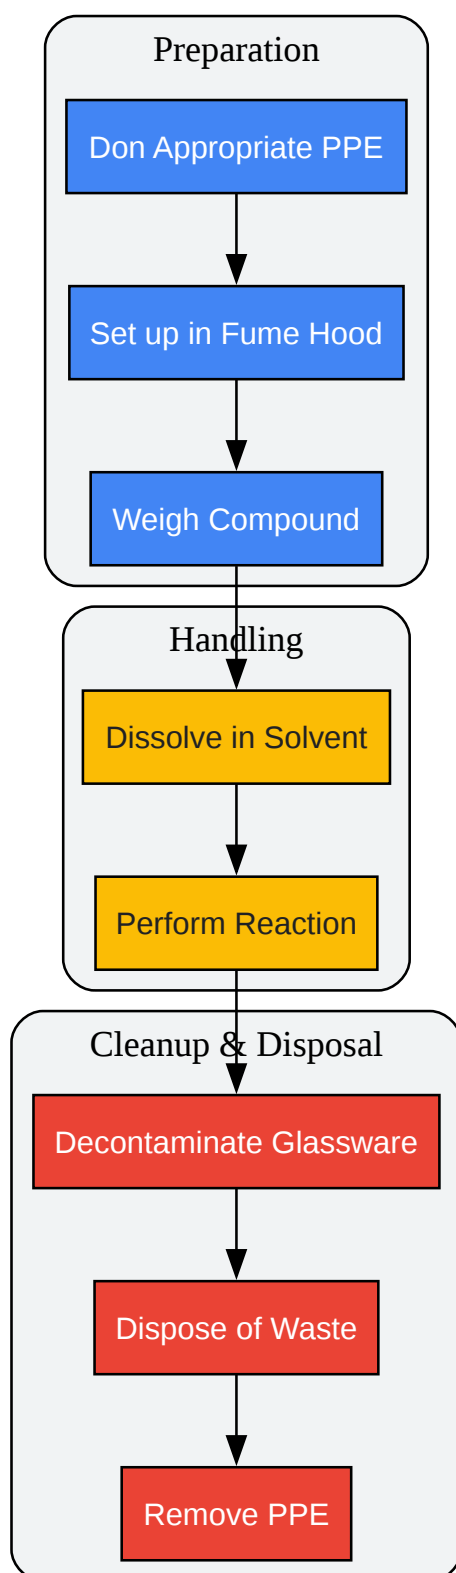 Preparation
Don Appropriate PPE
Set up in Fume Hood
Weigh Compound
Handling
Dissolve in Solvent
Perform Reaction
Cleanup & Disposal
Decontaminate Glassware
Dispose of Waste
Remove PPE